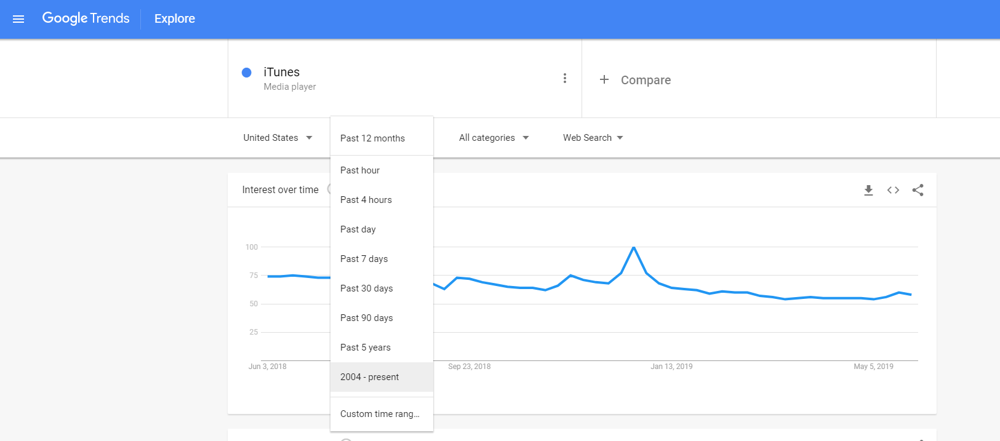 Google Trends
Explore
iTunes
Media player
Compare
United States
Past 12 months
All categories
Web Search
Past hour
Past 4 hours
Past day
Past 7 days
Past 30 days
Past 90 days
Past 5 years
2004 - present
Custom time rang...
Interest over time
100
75
50
25
Jun 3, 2018
Sep 23, 2018
Jan 13, 2019
May 5, 2019